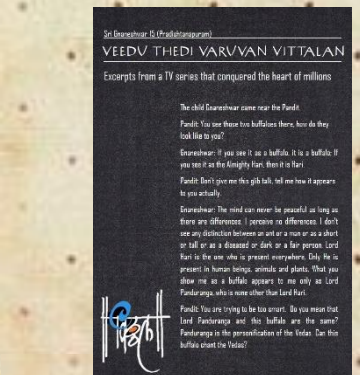 Sri Gnaneshwar 15 (Pradishtanapuram)
VEEDU THEDI VARUVAN VITTALAN
Excerpts from a TV series that conquered the heart of millions
The child Gnaneshwar came near the Pandit.
Pandit: You see those two buffaloes there, how do they
look like to you?
Gnaneshwar: If you see it as a buffalo, it is a buffalo; If
you see it as the Almighty Hari, then it is Hari
Pandit: Don't give me this glib talk, tell me how it appears
to you actually.
Gnaneshwar: The mind can never be peaceful as long as
there are differences. I perceive no differences. I don't
see any distinction between an ant or a man or as a short
or tall or as a diseased or dark or a fair person. Lord
Hari is the one who is present everywhere. Only He is
present in human beings, animals and plants. What you
show me as a buffalo appears to me only as Lord
Panduranga, who is none other than Lord Hari.
Pandit: You are trying to be too smart. Do you mean that
Lord Panduranga and this buffalo are the same?
Panduranga is the personification of the Vedas. Can this
buffalo chant the Vedas?
विठ्ठल